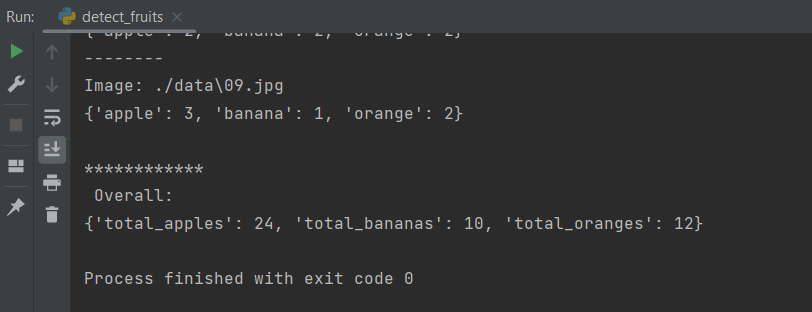 Run: detect_fruits
{'apple': 2, 'banana': 2, 'orange': 2}
--------
Image: ./data\09.jpg
{'apple': 3, 'banana': 1, 'orange': 2}
************
Overall:
{'total_apples': 24, 'total_bananas': 10, 'total_oranges': 12}
Process finished with exit code 0